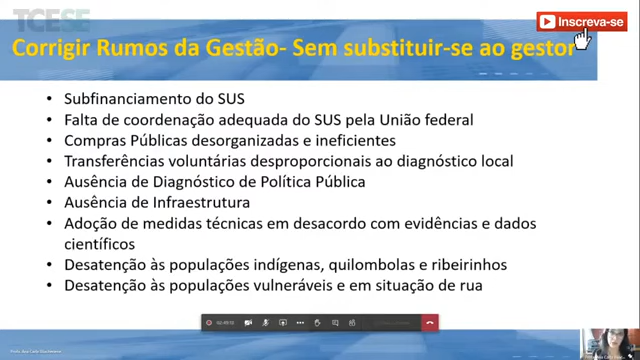 TCESE
Inscreva-se
Corrigir Rumos da Gestão- Sem substituir-se ao gestor
• Subfinanciamento do SUS
• Falta de coordenação adequada do SUS pela União federal
• Compras Públicas desorganizadas e ineficientes
• Transferências voluntárias desproporcionais ao diagnóstico local
• Ausência de Diagnóstico de Política Pública
• Ausência de Infraestrutura
• Adoção de medidas técnicas em desacordo com evidências e dados
científicos
• Desatenção às populações indígenas, quilombolas e ribeirinhos
• Desatenção às populações vulneráveis e em situação de rua